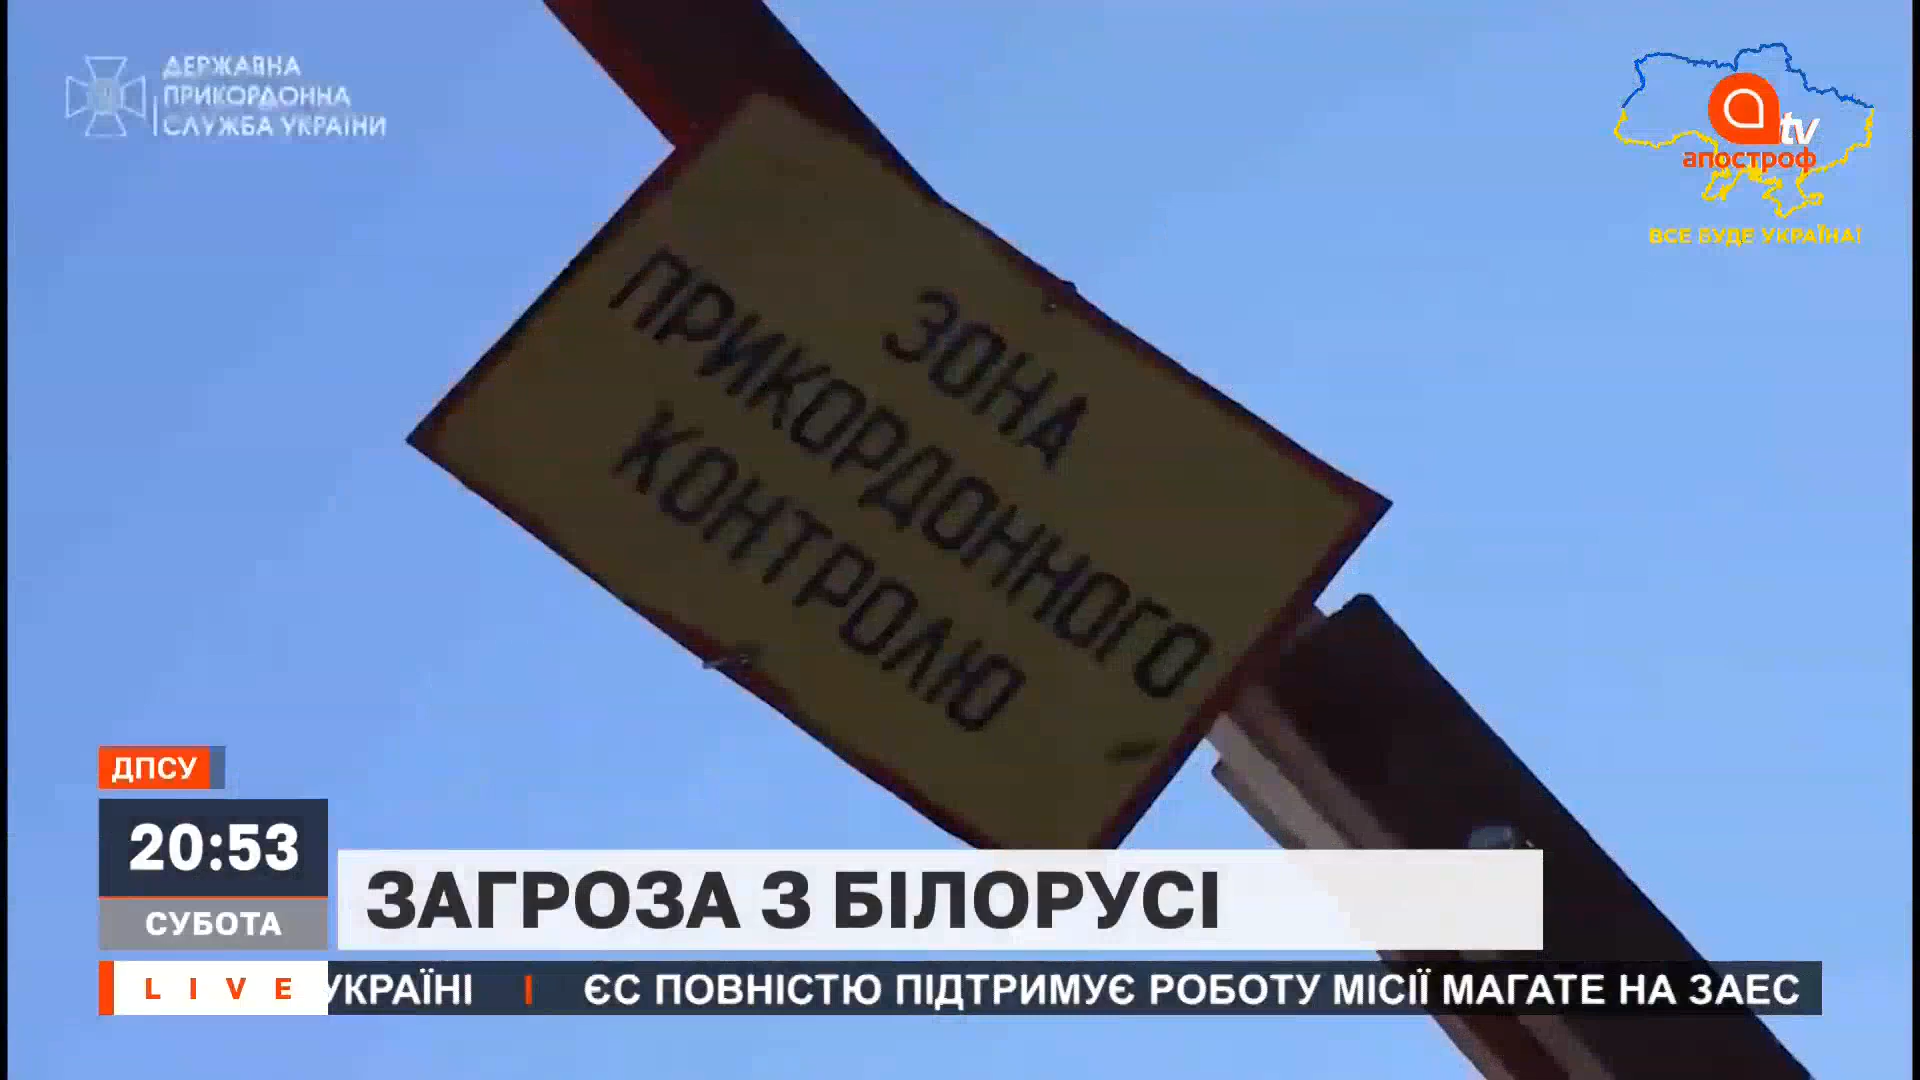 ДЕРЖАВНА
ПРИКОРДОННА
СЛУЖБА УКРАЇНИ
tv
апостроф
ВСЕ БУДЕ УКРАЇНА!
ЗОНА
ПРИКОРДОННОГО
КОНТРОЛЮ
ДПСУ
20:53
СУБОТА
ЗАГРОЗА З БІЛОРУСІ
LIVE
УКРАЇНІ | ЄС ПОВНІСТЮ ПІДТРИМУЄ РОБОТУ МІСІЇ МАГАТЕ НА ЗАЕС